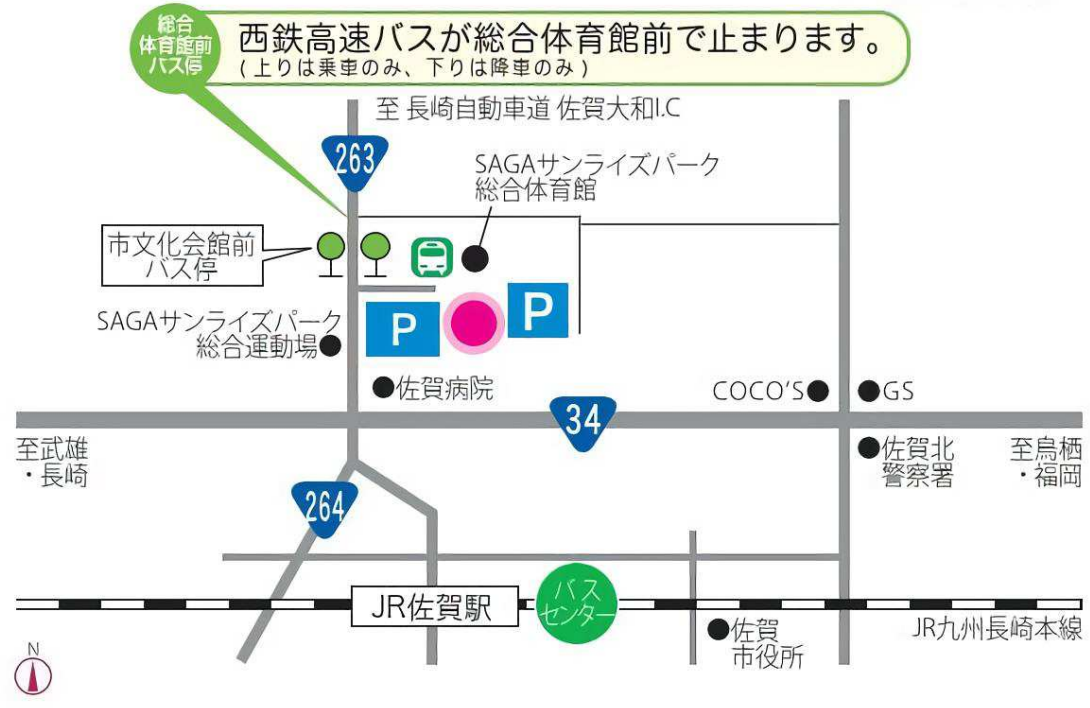 総合
体育館前
バス停
西鉄高速バスが総合体育館前で止まります。
(上りは乗車のみ、下りは降車のみ)
至 長崎自動車道 佐賀大和I.C
263
SAGAサンライズパーク
総合体育館
市文化会館前
バス停
P
P
SAGAサンライズパーク
総合運動場
佐賀病院
COCO'S
GS
34
至武雄
・長崎
佐賀北
警察署
至鳥栖
・福岡
264
JR佐賀駅
バス
センター
佐賀
市役所
JR九州長崎本線
N